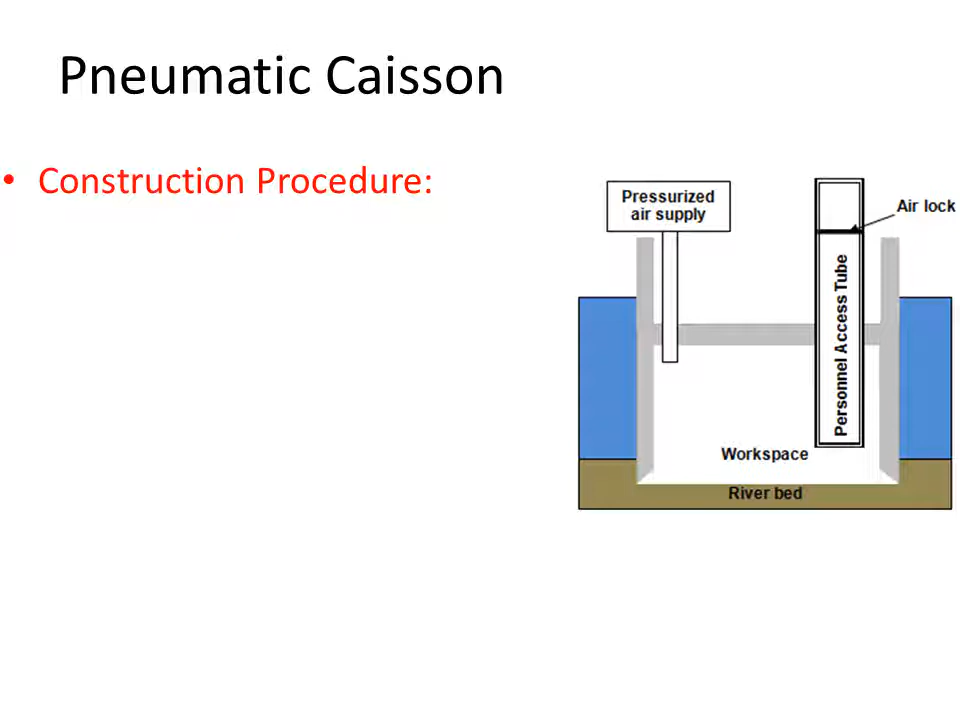 Pneumatic Caisson
• Construction Procedure:
Pressurized
air supply
Air lock
Personnel Access Tube
Workspace
River bed